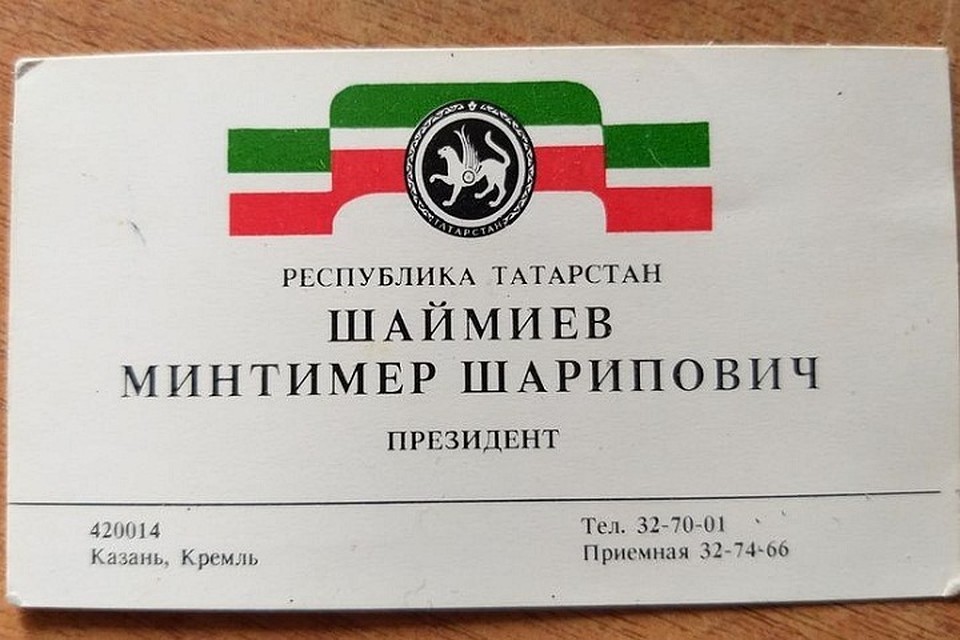 ТАТАРСТАН
РЕСПУБЛИКА ТАТАРСТАН
ШАЙМИЕВ
МИНТИМЕР ШАРИПОВИЧ
ПРЕЗИДЕНТ
420014
Казань, Кремль
Тел. 32-70-01
Приемная 32-74-66